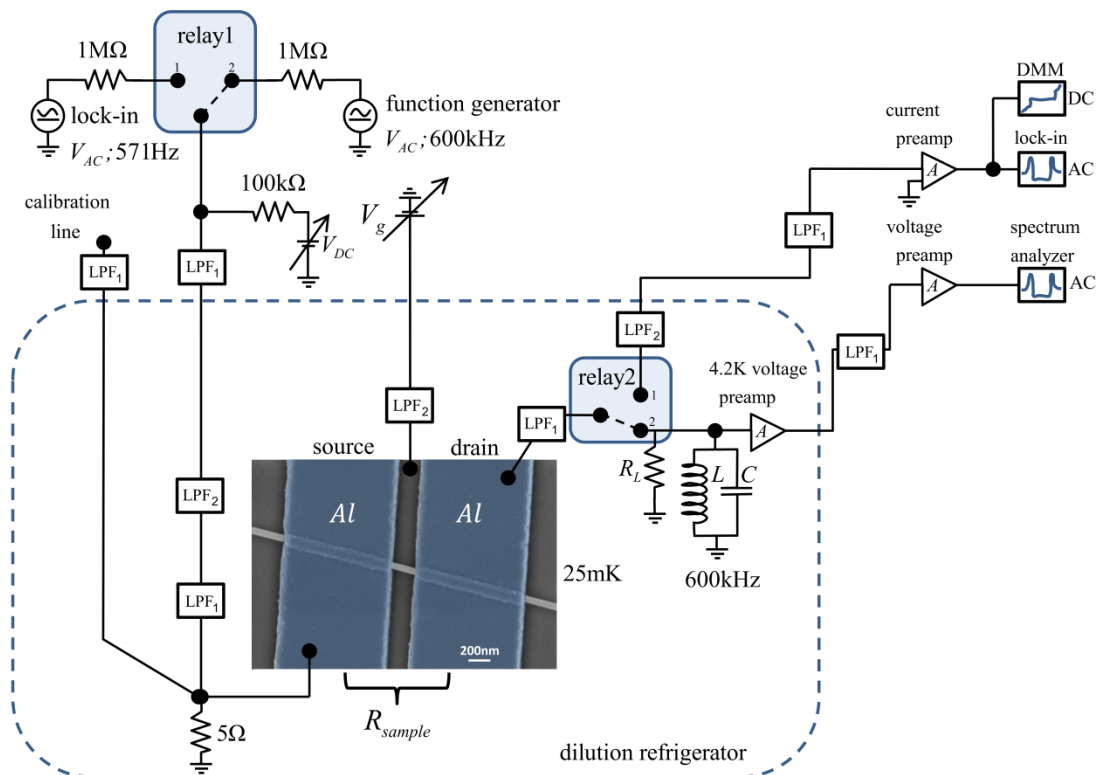 relay1
1MΩ
1MΩ
1
2
lock-in
V_AC;571Hz
function generator
V_AC;600kHz
100kΩ
V_DC
V_g
calibration
line
LPF1
LPF1
current
preamp
A
DMM
DC
lock-in
AC
LPF1
voltage
preamp
A
spectrum
analyzer
AC
LPF2
relay2
1
2
4.2K voltage
preamp
A
LPF1
LPF2
LPF1
source
drain
R_L
L
C
600kHz
Al
Al
25mK
200nm
LPF2
LPF1
R_sample
5Ω
dilution refrigerator